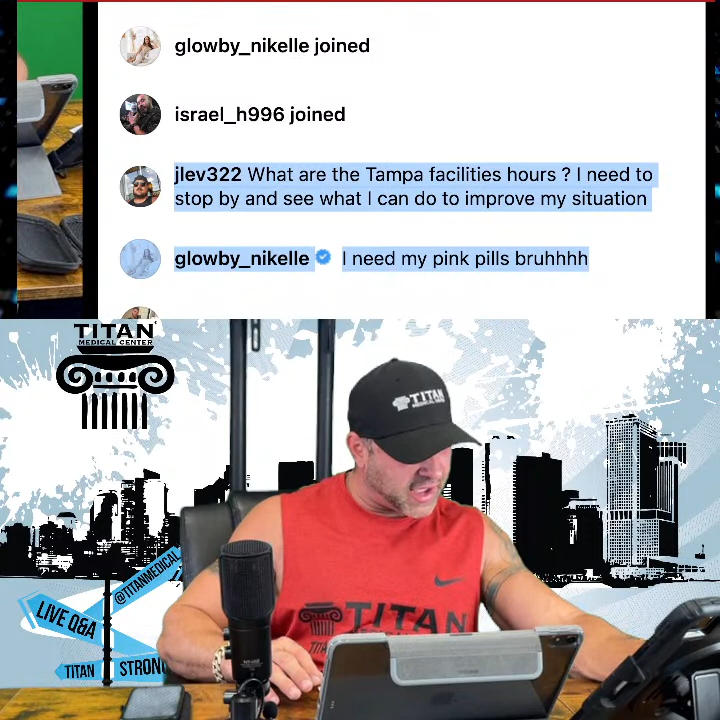 glowby_nikelle joined
israel_h996 joined
jlev322 What are the Tampa facilities hours ? I need to
stop by and see what I can do to improve my situation
glowby_nikelle I need my pink pills bruhhhh
TITAN
MEDICAL CENTER
TITAN
@TITANMEDICAL
LIVE Q&A
TITAN
STRONG
TITAN